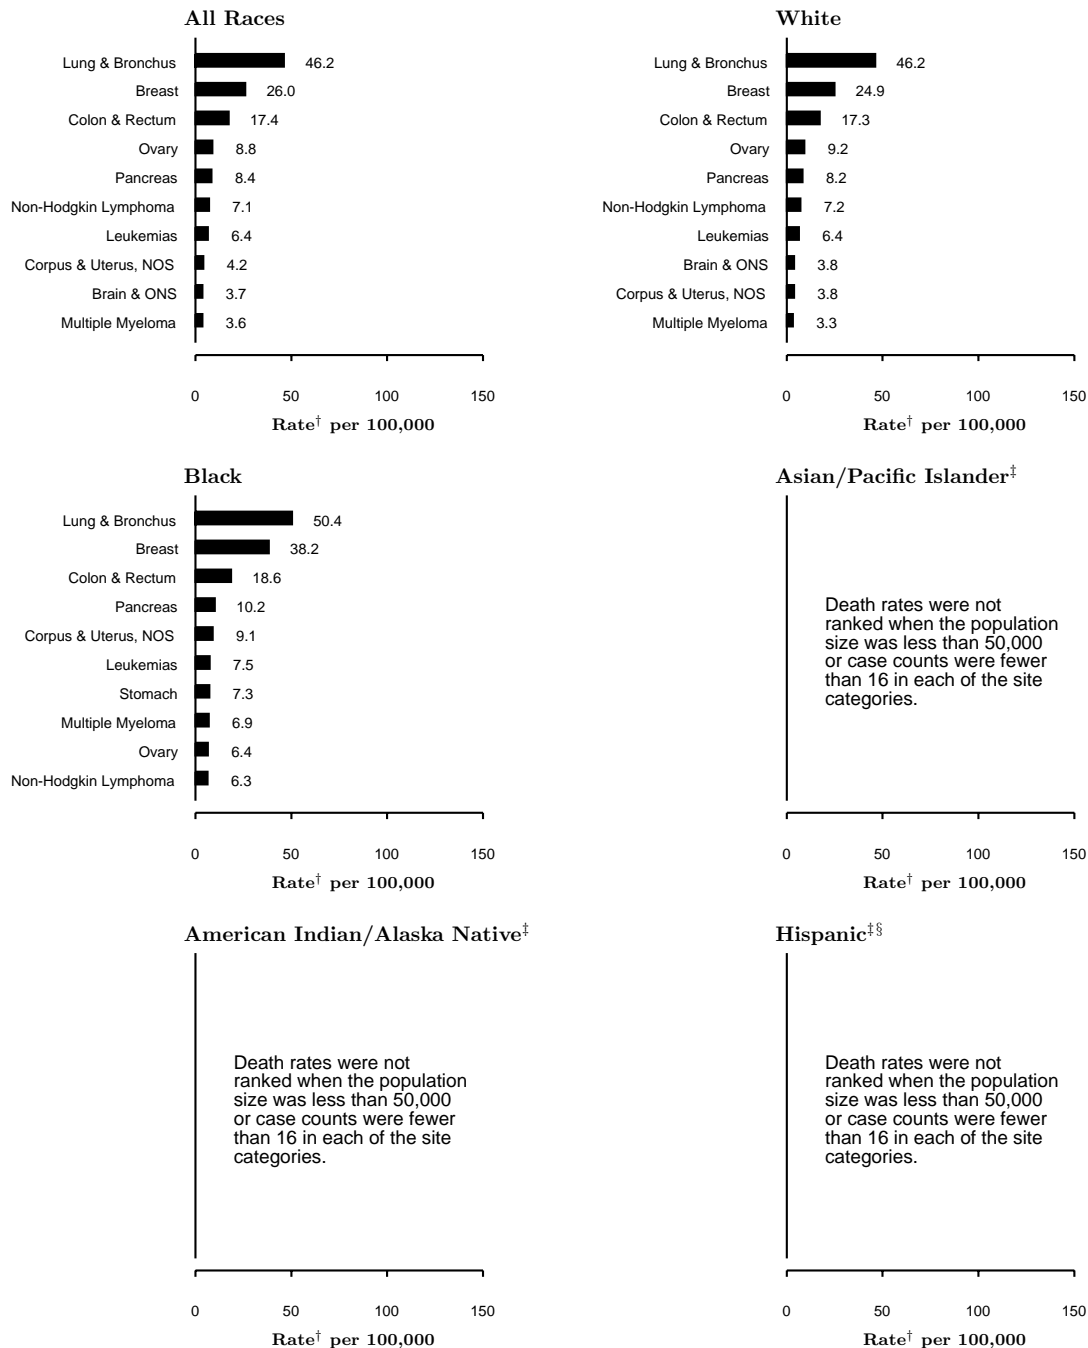 All Races
Lung & Bronchus 46.2
Breast 26.0
Colon & Rectum 17.4
Ovary 8.8
Pancreas 8.4
Non-Hodgkin Lymphoma 7.1
Leukemias 6.4
Corpus & Uterus, NOS 4.2
Brain & ONS 3.7
Multiple Myeloma 3.6
0 50 100 150
Rate† per 100,000
White
Lung & Bronchus 46.2
Breast 24.9
Colon & Rectum 17.3
Ovary 9.2
Pancreas 8.2
Non-Hodgkin Lymphoma 7.2
Leukemias 6.4
Brain & ONS 3.8
Corpus & Uterus, NOS 3.8
Multiple Myeloma 3.3
0 50 100 150
Rate† per 100,000
Black
Lung & Bronchus 50.4
Breast 38.2
Colon & Rectum 18.6
Pancreas 10.2
Corpus & Uterus, NOS 9.1
Leukemias 7.5
Stomach 7.3
Multiple Myeloma 6.9
Ovary 6.4
Non-Hodgkin Lymphoma 6.3
0 50 100 150
Rate† per 100,000
Asian/Pacific Islander‡
Death rates were not
ranked when the population
size was less than 50,000
or case counts were fewer
than 16 in each of the site
categories.
0 50 100 150
Rate† per 100,000
American Indian/Alaska Native‡
Death rates were not
ranked when the population
size was less than 50,000
or case counts were fewer
than 16 in each of the site
categories.
0 50 100 150
Rate† per 100,000
Hispanic‡§
Death rates were not
ranked when the population
size was less than 50,000
or case counts were fewer
than 16 in each of the site
categories.
0 50 100 150
Rate† per 100,000